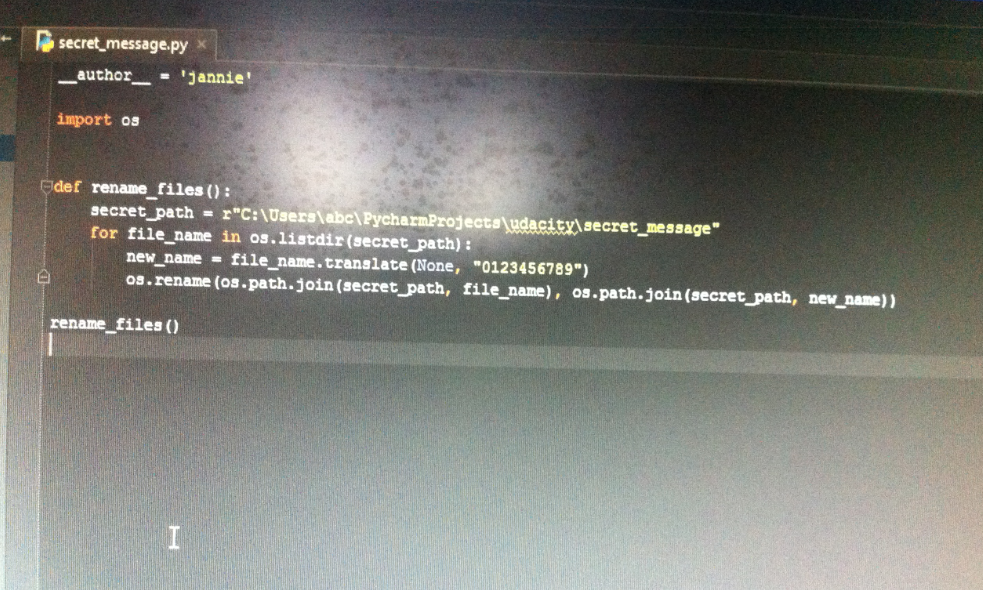 secret_message.py ×
__author__ = 'jannie'
import os
def rename_files():
secret_path = r"C:\Users\abc\PycharmProjects\udacity\secret_message"
for file_name in os.listdir(secret_path):
new_name = file_name.translate(None, "0123456789")
os.rename(os.path.join(secret_path, file_name), os.path.join(secret_path, new_name))
rename_files()